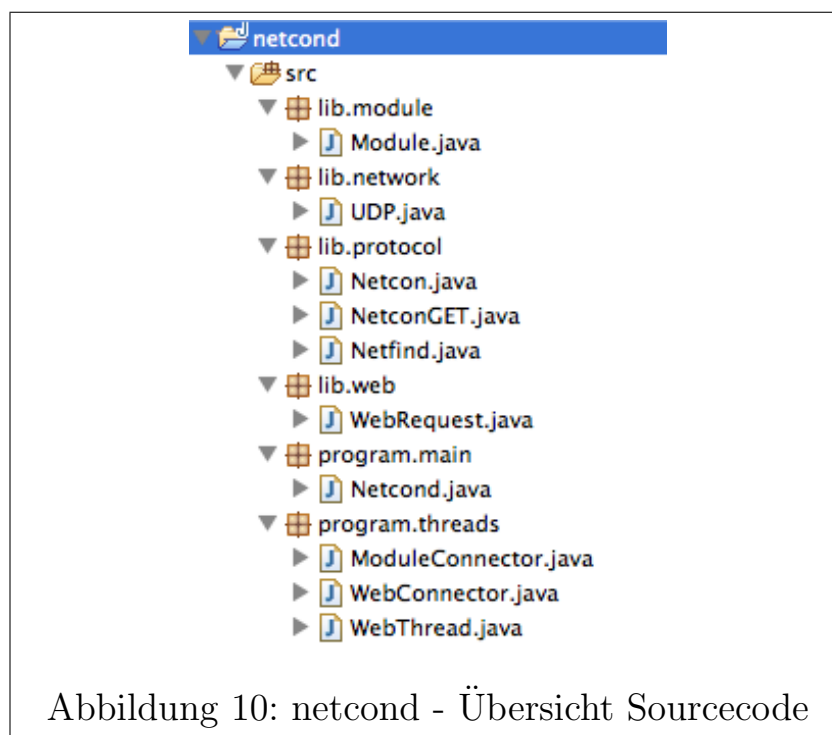 netcond
src
lib.module
Module.java
lib.network
UDP.java
lib.protocol
Netcon.java
NetconGET.java
Netfind.java
lib.web
WebRequest.java
program.main
Netcond.java
program.threads
ModuleConnector.java
WebConnector.java
WebThread.java
Abbildung 10: netcond - Übersicht Sourcecode